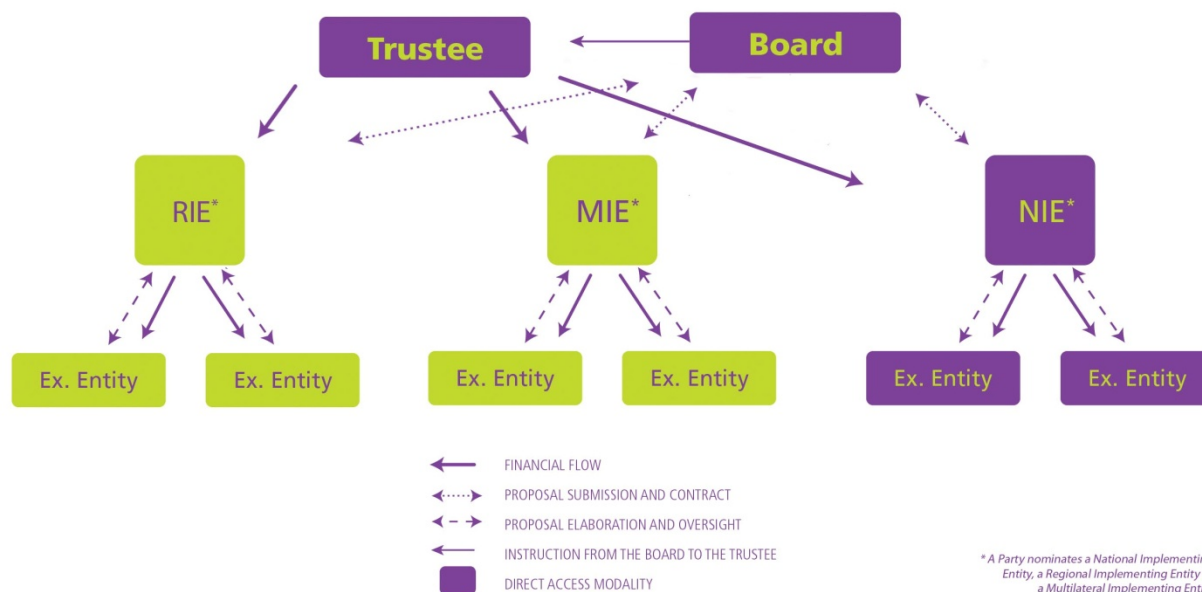 Trustee
Board
RIE*
MIE*
NIE*
Ex. Entity
Ex. Entity
Ex. Entity
Ex. Entity
Ex. Entity
Ex. Entity
FINANCIAL FLOW
PROPOSAL SUBMISSION AND CONTRACT
PROPOSAL ELABORATION AND OVERSIGHT
INSTRUCTION FROM THE BOARD TO THE TRUSTEE
DIRECT ACCESS MODALITY
* A Party nominates a National Implementin
Entity, a Regional Implementing Entity
a Multilateral Implementing Enti